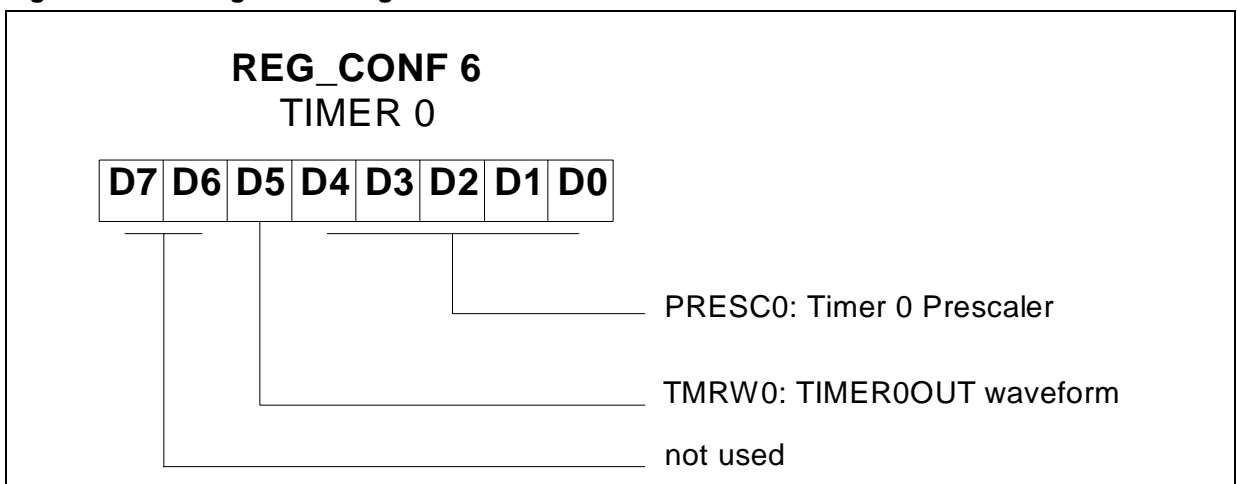 REG_CONF 6
TIMER 0
D7 D6 D5 D4 D3 D2 D1 D0
PRESC0: Timer 0 Prescaler
TMRW0: TIMER0OUT waveform
not used